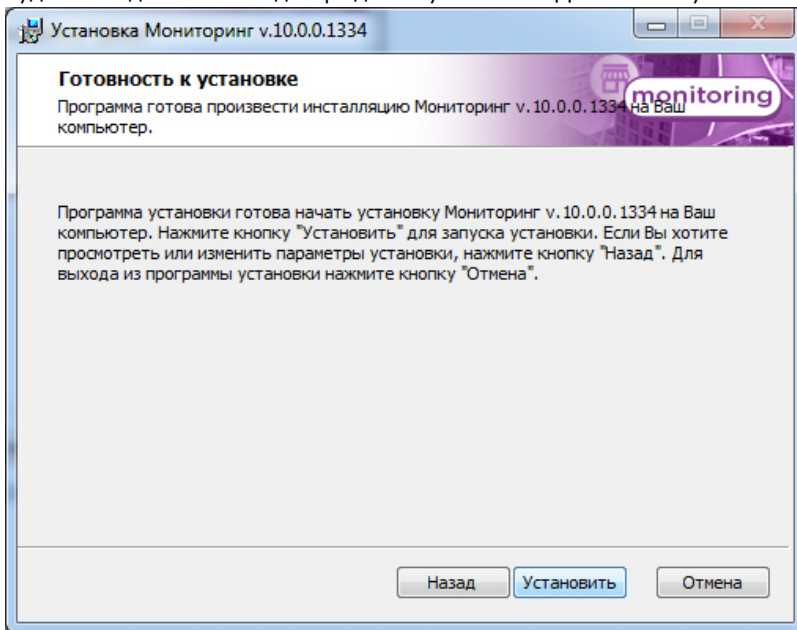 Установка Мониторинг v.10.0.0.1334
Готовность к установке
Программа готова произвести инсталляцию Мониторинг v.10.0.0.1334 на Ваш
компьютер.
monitoring
Программа установки готова начать установку Мониторинг v.10.0.0.1334 на Ваш
компьютер. Нажмите кнопку "Установить" для запуска установки. Если Вы хотите
просмотреть или изменить параметры установки, нажмите кнопку "Назад". Для
выхода из программы установки нажмите кнопку "Отмена".
Назад Установить Отмена